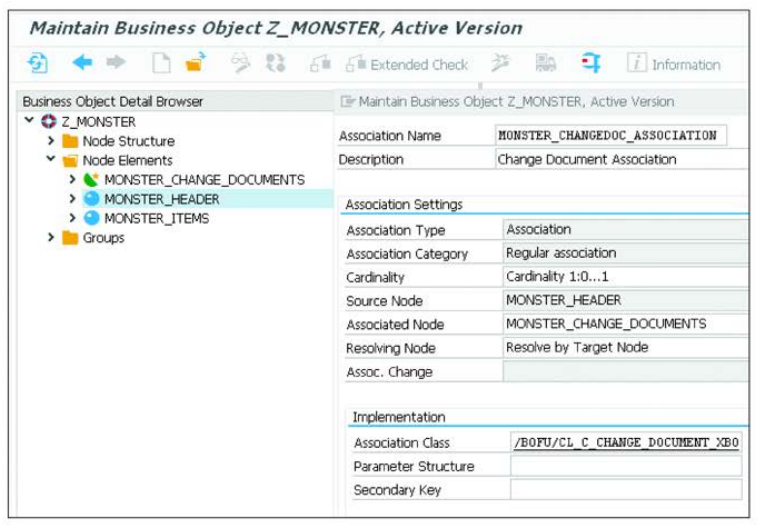 Maintain Business Object Z_MONSTER, Active Version
Extended Check
i Information
Business Object Detail Browser
Z_MONSTER
Node Structure
Node Elements
MONSTER_CHANGE_DOCUMENTS
MONSTER_HEADER
MONSTER_ITEMS
Groups
Maintain Business Object Z_MONSTER, Active Version
Association Name MONSTER_CHANGEDOC_ASSOCIATION
Description Change Document Association
Association Settings
Association Type Association
Association Category Regular association
Cardinality Cardinality 1:0...1
Source Node MONSTER_HEADER
Associated Node MONSTER_CHANGE_DOCUMENTS
Resolving Node Resolve by Target Node
Assoc. Change
Implementation
Association Class /BOFU/CL_C_CHANGE_DOCUMENT_XBO
Parameter Structure
Secondary Key